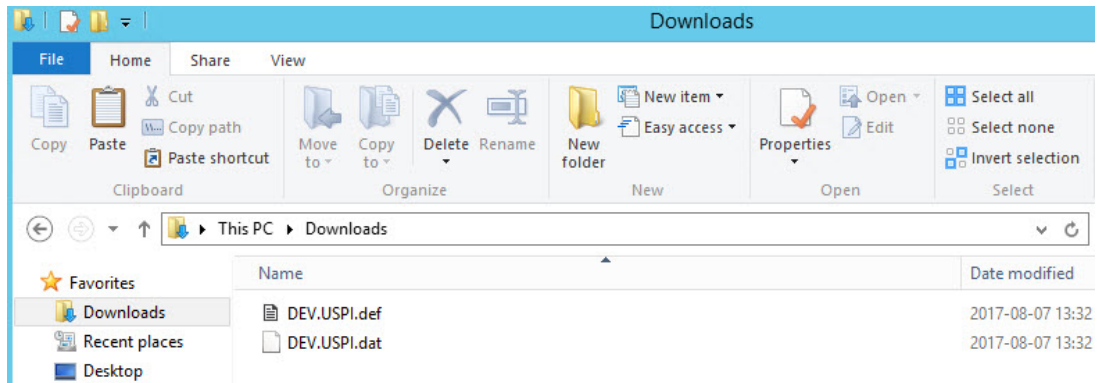 Downloads
File Home Share View
Copy Paste Cut Copy path Paste shortcut Move to Copy to Delete Rename New folder New item Easy access Properties Open Edit Select all Select none Invert selection
Clipboard Organize New Open Select
This PC Downloads
Name Date modified
Favorites
Downloads
Recent places
Desktop
DEV.USPI.def 2017-08-07 13:32
DEV.USPI.dat 2017-08-07 13:32